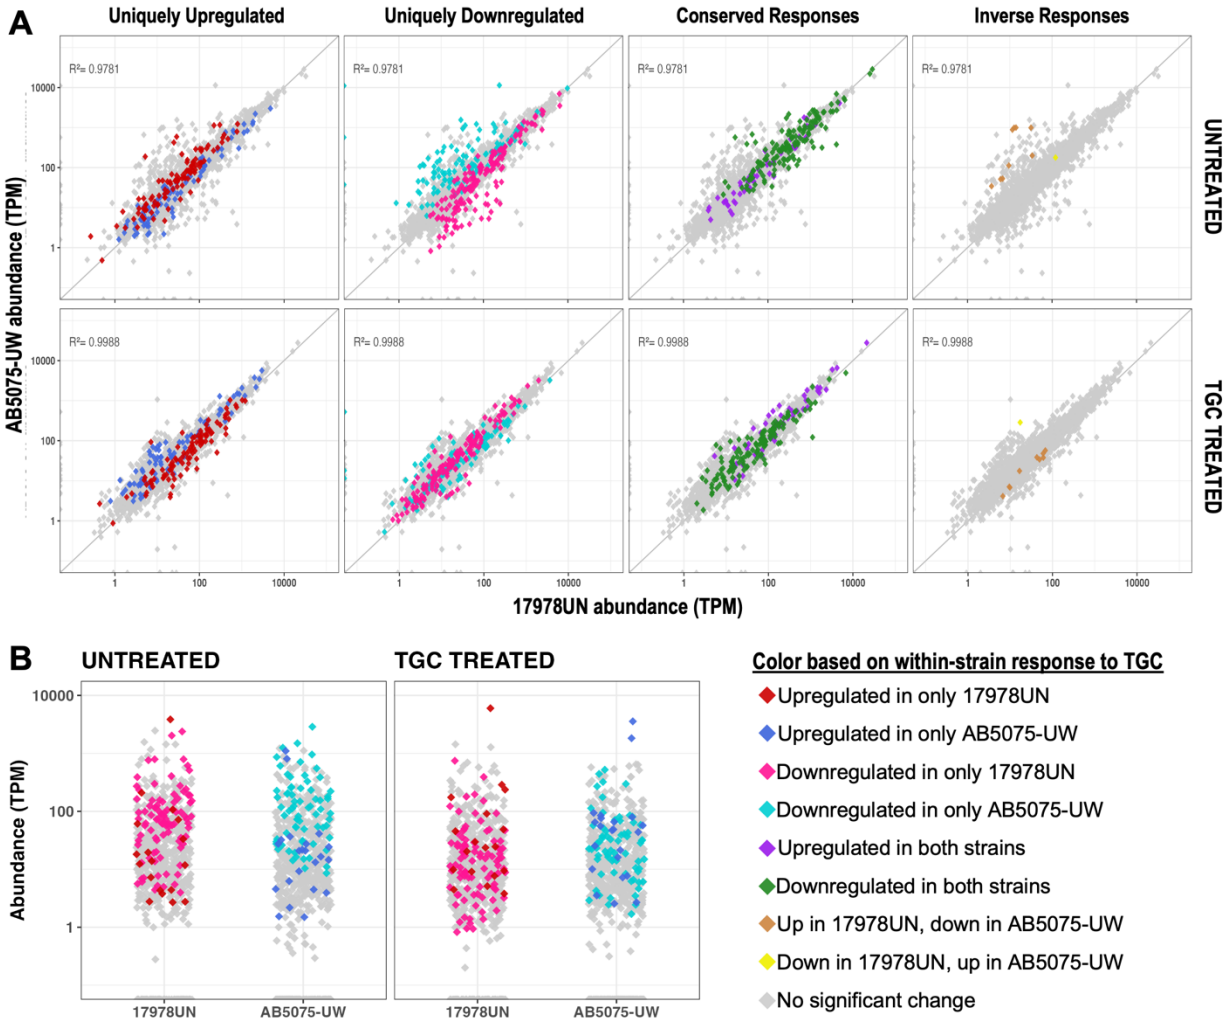 A
Uniquely Upregulated
Uniquely Downregulated
Conserved Responses
Inverse Responses
R²= 0.9781
R²= 0.9781
R²= 0.9781
R²= 0.9781
10000
100
1
UNTREATED
AB5075-UW abundance (TPM)
R²= 0.9988
R²= 0.9988
R²= 0.9988
R²= 0.9988
10000
100
1
TGC TREATED
1 100 10000
1 100 10000
1 100 10000
1 100 10000
17978UN abundance (TPM)
B
UNTREATED
TGC TREATED
Abundance (TPM)
10000
100
1
17978UN AB5075-UW
17978UN AB5075-UW
Color based on within-strain response to TGC
Upregulated in only 17978UN
Upregulated in only AB5075-UW
Downregulated in only 17978UN
Downregulated in only AB5075-UW
Upregulated in both strains
Downregulated in both strains
Up in 17978UN, down in AB5075-UW
Down in 17978UN, up in AB5075-UW
No significant change